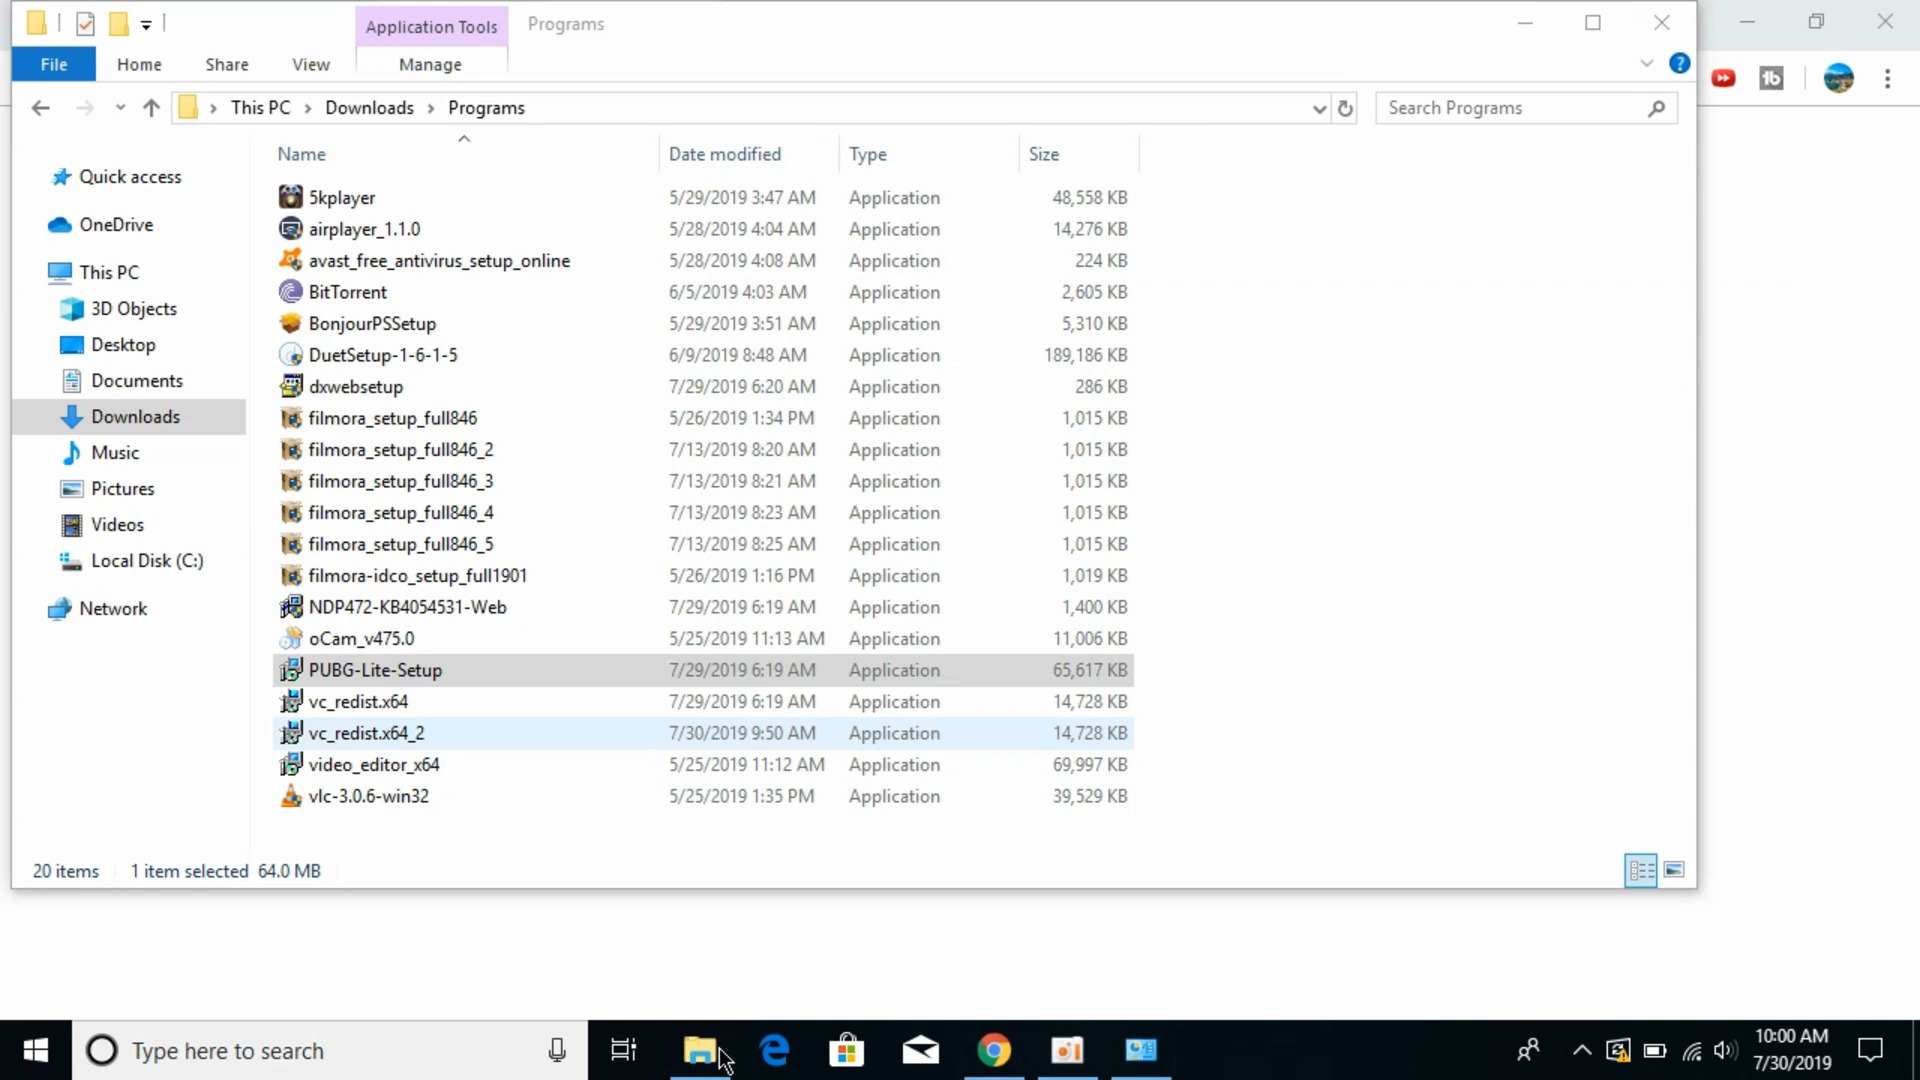 Application Tools
Programs
File
Home
Share
View
Manage
This PC
Downloads
Programs
Search Programs
Name
Date modified
Type
Size
Quick access
OneDrive
This PC
3D Objects
Desktop
Documents
Downloads
Music
Pictures
Videos
Local Disk (C:)
Network
5kplayer 5/29/2019 3:47 AM Application 48,558 KB
airplayer_1.1.0 5/28/2019 4:04 AM Application 14,276 KB
avast_free_antivirus_setup_online 5/28/2019 4:08 AM Application 224 KB
BitTorrent 6/5/2019 4:03 AM Application 2,605 KB
BonjourPSSetup 5/29/2019 3:51 AM Application 5,310 KB
DuetSetup-1-6-1-5 6/9/2019 8:48 AM Application 189,186 KB
dxwebsetup 7/29/2019 6:20 AM Application 286 KB
filmora_setup_full846 5/26/2019 1:34 PM Application 1,015 KB
filmora_setup_full846_2 7/13/2019 8:20 AM Application 1,015 KB
filmora_setup_full846_3 7/13/2019 8:21 AM Application 1,015 KB
filmora_setup_full846_4 7/13/2019 8:23 AM Application 1,015 KB
filmora_setup_full846_5 7/13/2019 8:25 AM Application 1,015 KB
filmora-idco_setup_full1901 5/26/2019 1:16 PM Application 1,019 KB
NDP472-KB4054531-Web 7/29/2019 6:19 AM Application 1,400 KB
oCam_v475.0 5/25/2019 11:13 AM Application 11,006 KB
PUBG-Lite-Setup 7/29/2019 6:19 AM Application 65,617 KB
vc_redist.x64 7/29/2019 6:19 AM Application 14,728 KB
vc_redist.x64_2 7/30/2019 9:50 AM Application 14,728 KB
video_editor_x64 5/25/2019 11:12 AM Application 69,997 KB
vlc-3.0.6-win32 5/25/2019 1:35 PM Application 39,529 KB
20 items 1 item selected 64.0 MB
Type here to search
10:00 AM
7/30/2019